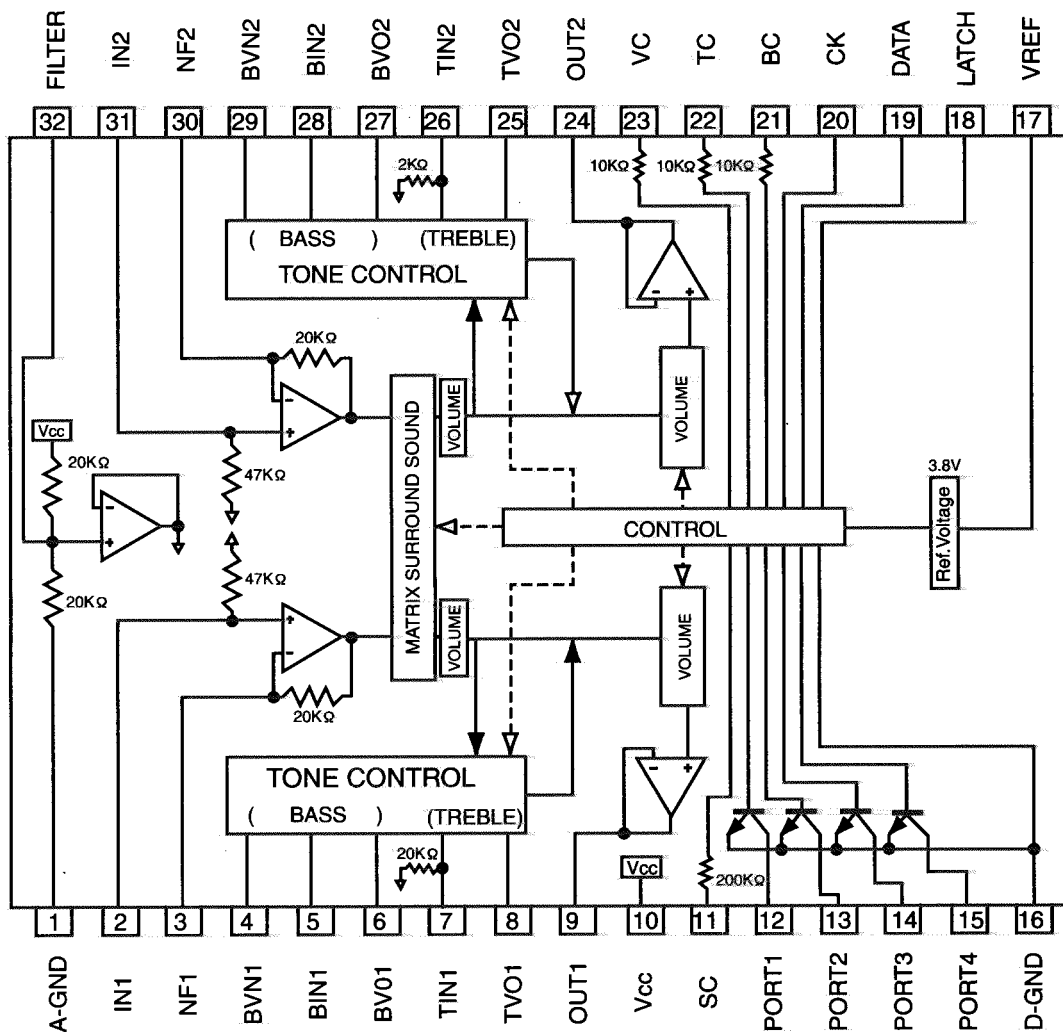 FILTER IN2 NF2 BVN2 BIN2 BVO2 TIN2 TVO2 OUT2 VC TC BC CK DATA LATCH VREF
32 31 30 29 28 27 26 25 24 23 22 21 20 19 18 17
2KΩ 10KΩ 10KΩ 10KΩ
( BASS ) (TREBLE)
TONE CONTROL
- +
20KΩ
-
+
VOLUME
VOLUME
Vcc
20KΩ
47KΩ
MATRIX SURROUND SOUND
3.8V
-
+
CONTROL
Ref.Voltage
47KΩ
20KΩ
+
-
VOLUME
VOLUME
20KΩ
TONE CONTROL
( BASS ) (TREBLE)
- +
20KΩ
Vcc
200KΩ
1 2 3 4 5 6 7 8 9 10 11 12 13 14 15 16
A-GND IN1 NF1 BVN1 BIN1 BV01 TIN1 TVO1 OUT1 Vcc SC PORT1 PORT2 PORT3 PORT4 D-GND